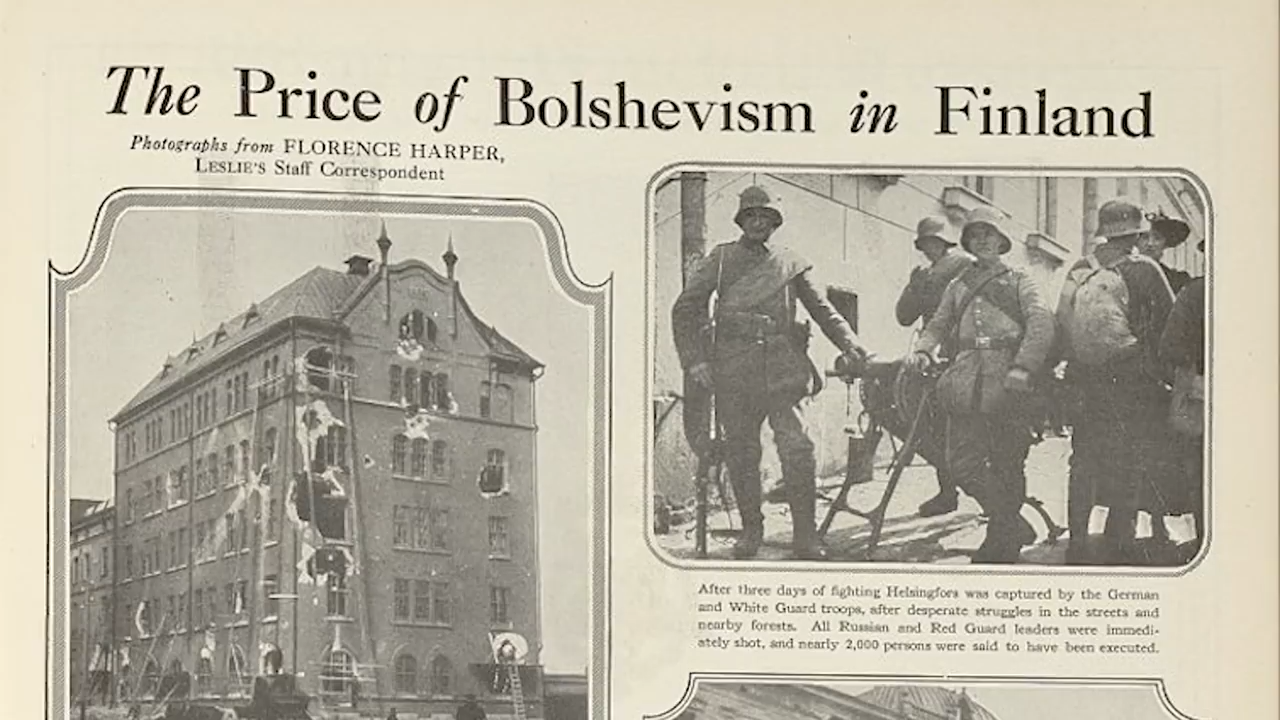 The Price of Bolshevism in Finland
Photographs from FLORENCE HARPER,
LESLIE'S Staff Correspondent
After three days of fighting Helsingfors was captured by the German
and White Guard troops, after desperate struggles in the streets and
nearby forests. All Russian and Red Guard leaders were immedi-
ately shot, and nearly 2,000 persons were said to have been executed.